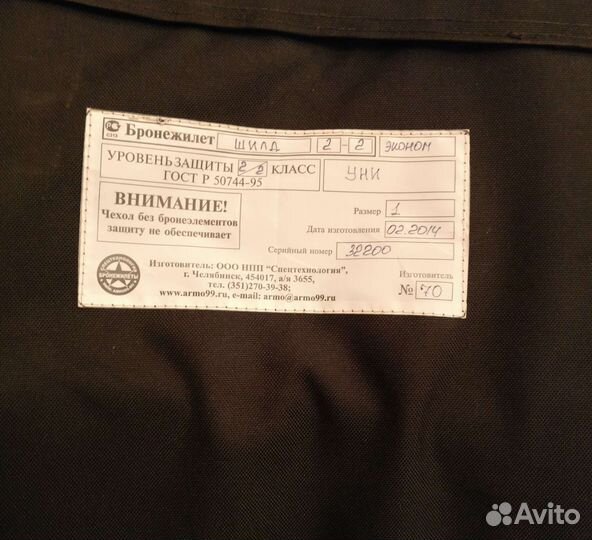 Бронежилет ШИЛД 2-2 ЭКОНОМ
УРОВЕНЬ ЗАЩИТЫ 2 2 КЛАСС УНИ
ГОСТ Р 50744-95
ВНИМАНИЕ!
Чехол без бронеэлементов
защиту не обеспечивает
Размер 1
Дата изготовления 02.2014
Серийный номер 32200
СПЕЦТЕХНОЛОГИЯ
БРОНЕЖИЛЕТЫ
Изготовитель: ООО НПП "Спецтехнология",
г. Челябинск, 454017, а/я 3655,
тел. (351)270-39-38;
www.armo99.ru, e-mail: armo@armo99.ru
Изготовитель
№ 70
Avito